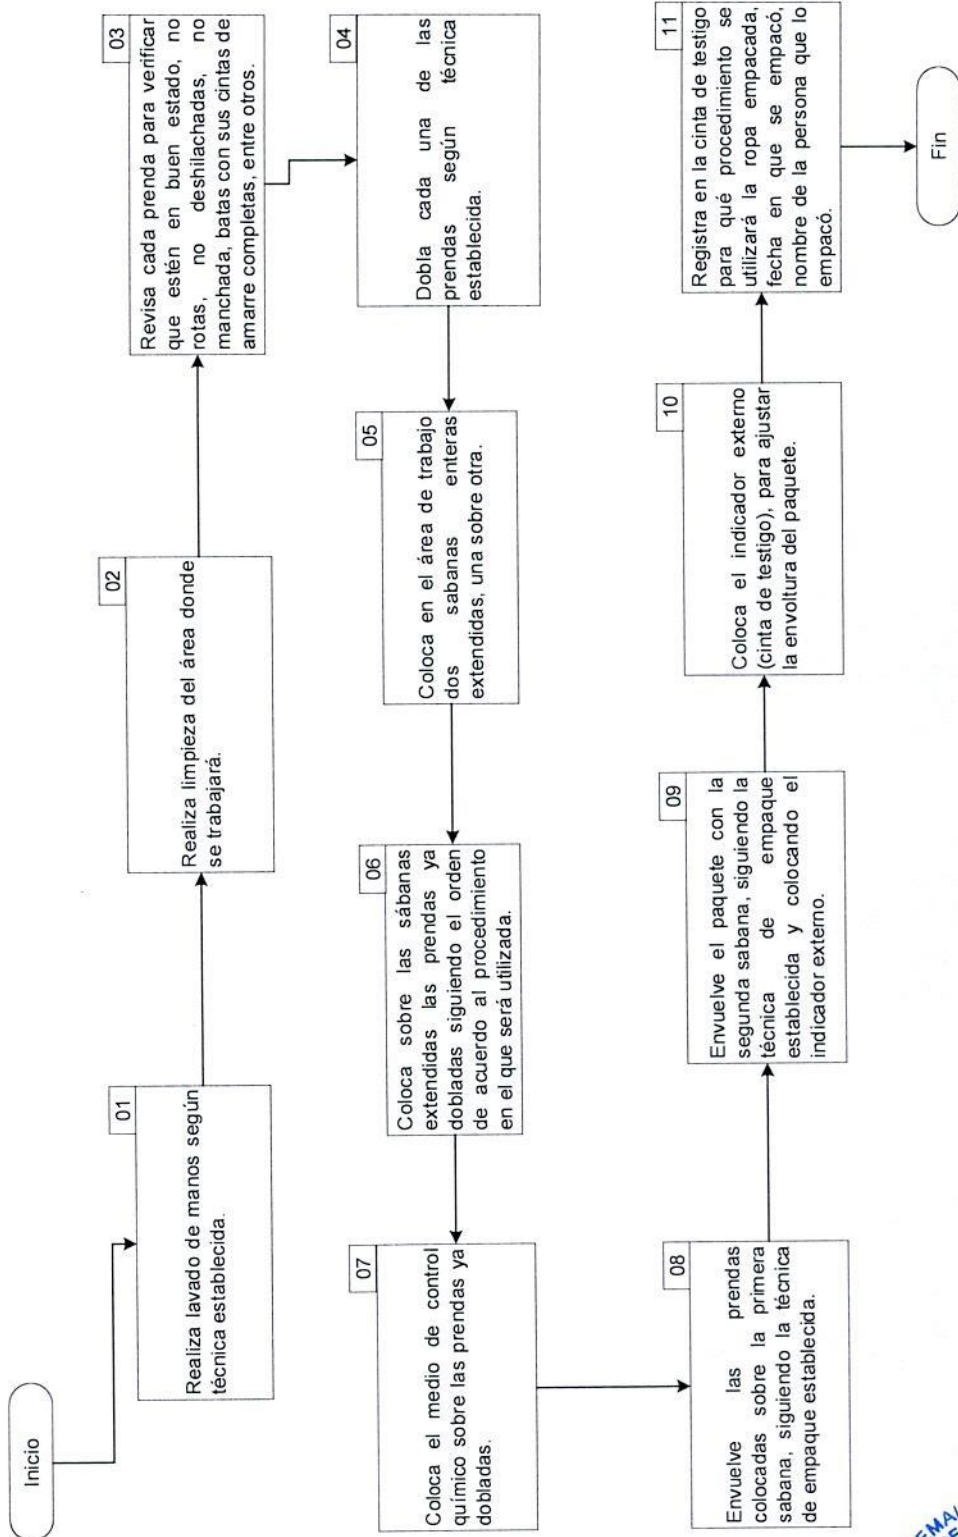 Inicio
01
Realiza lavado de manos según
técnica establecida.
02
Realiza limpieza del área donde
se trabajará.
03
Revisa cada prenda para verificar
que estén en buen estado, no
rotas, no deshilachadas, no
manchada, batas con sus cintas de
amarre completas, entre otros.
04
Dobla cada una de las
prendas según técnica
establecida.
05
Coloca en el área de trabajo
dos sabanas enteras
extendidas, una sobre otra.
06
Coloca sobre las sábanas
extendidas las prendas ya
dobladas siguiendo el orden
de acuerdo al procedimiento
en el que será utilizada.
07
Coloca el medio de control
químico sobre las prendas ya
dobladas.
08
Envuelve las prendas
colocadas sobre la primera
sabana, siguiendo la técnica
de empaque establecida.
09
Envuelve el paquete con la
segunda sabana, siguiendo la
técnica de empaque
establecida y colocando el
indicador externo.
10
Coloca el indicador externo
(cinta de testigo), para ajustar
la envoltura del paquete.
11
Registra en la cinta de testigo
para qué procedimiento se
utilizará la ropa empacada,
fecha en que se empacó,
nombre de la persona que lo
empacó.
Fin